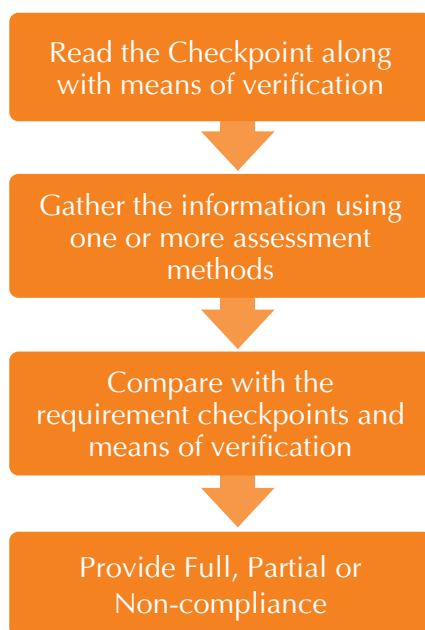 Read the Checkpoint along
with means of verification
Gather the information using
one or more assessment
methods
Compare with the
requirement checkpoints and
means of verification
Provide Full, Partial or
Non-compliance